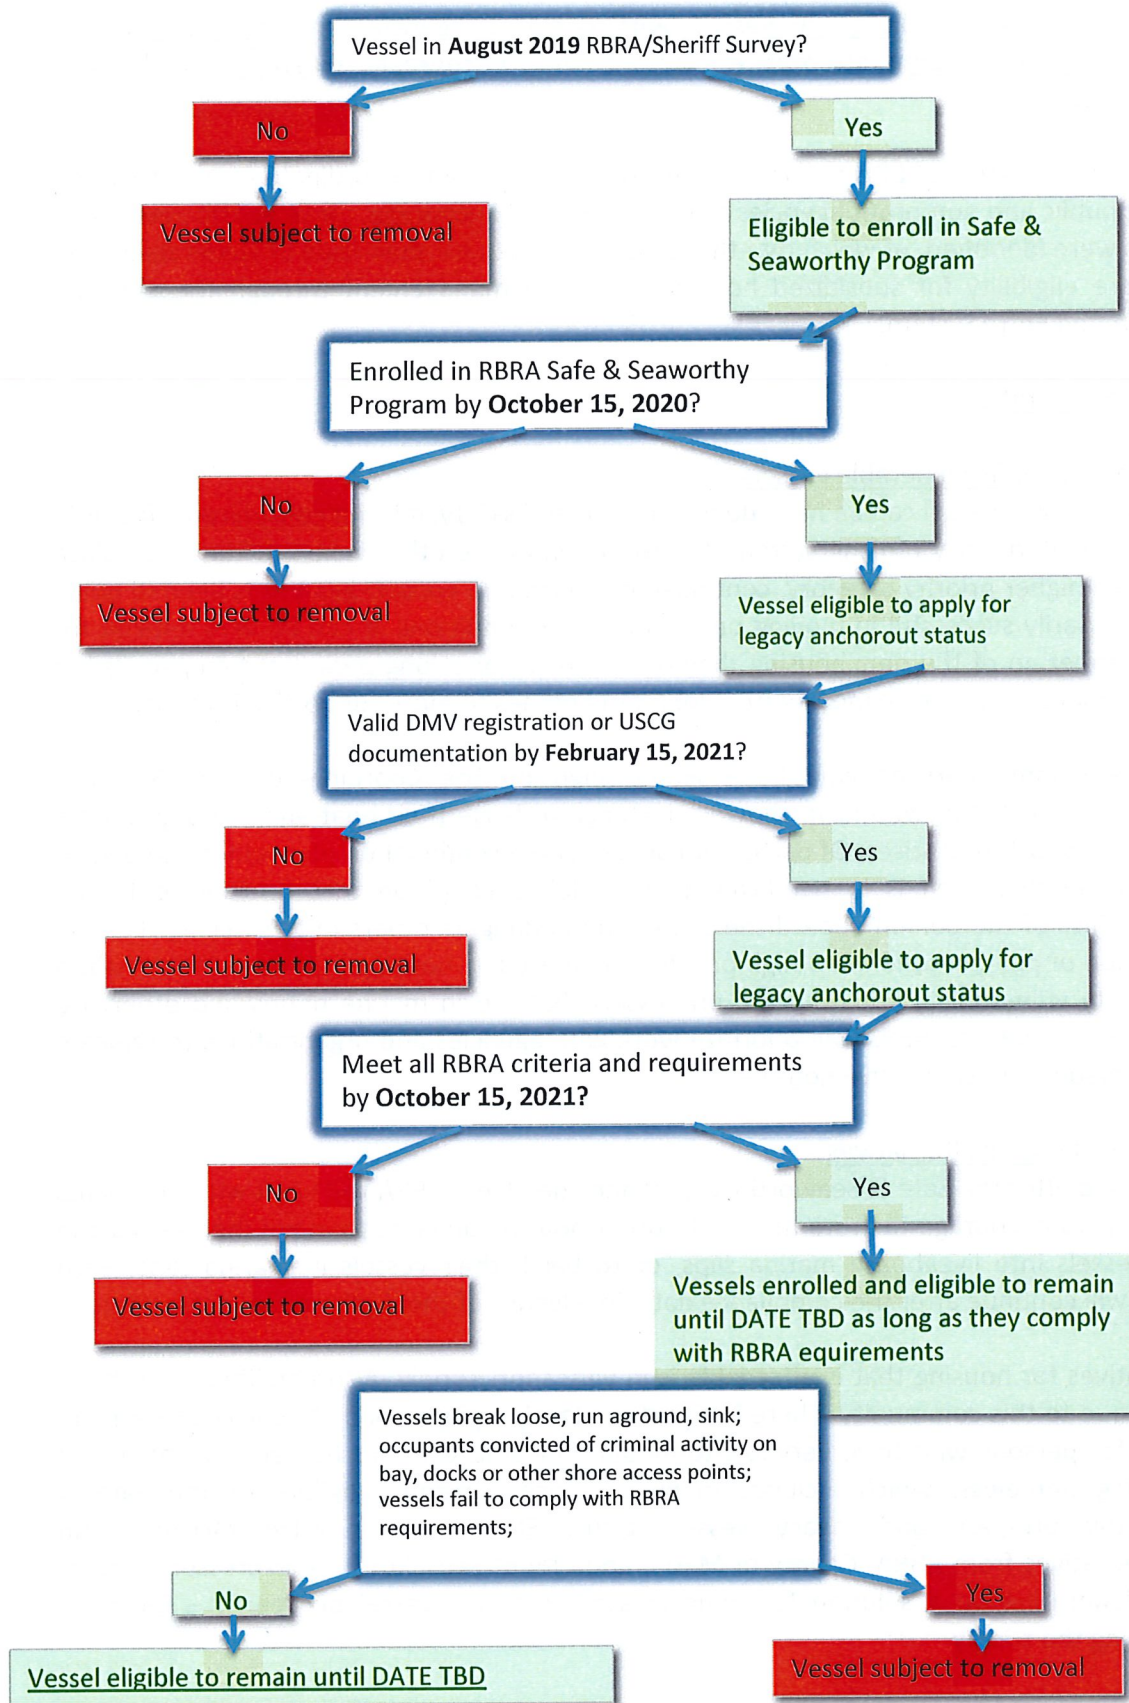 Vessel in August 2019 RBRA/Sheriff Survey?
No
Yes
Vessel subject to removal
Eligible to enroll in Safe &
Seaworthy Program
Enrolled in RBRA Safe & Seaworthy
Program by October 15, 2020?
No
Yes
Vessel subject to removal
Vessel eligible to apply for
legacy anchorout status
Valid DMV registration or USCG
documentation by February 15, 2021?
No
Yes
Vessel subject to removal
Vessel eligible to apply for
legacy anchorout status
Meet all RBRA criteria and requirements
by October 15, 2021?
No
Yes
Vessel subject to removal
Vessels enrolled and eligible to remain
until DATE TBD as long as they comply
with RBRA equirements
Vessels break loose, run aground, sink;
occupants convicted of criminal activity on
bay, docks or other shore access points;
vessels fail to comply with RBRA
requirements;
No
Yes
Vessel eligible to remain until DATE TBD
Vessel subject to removal